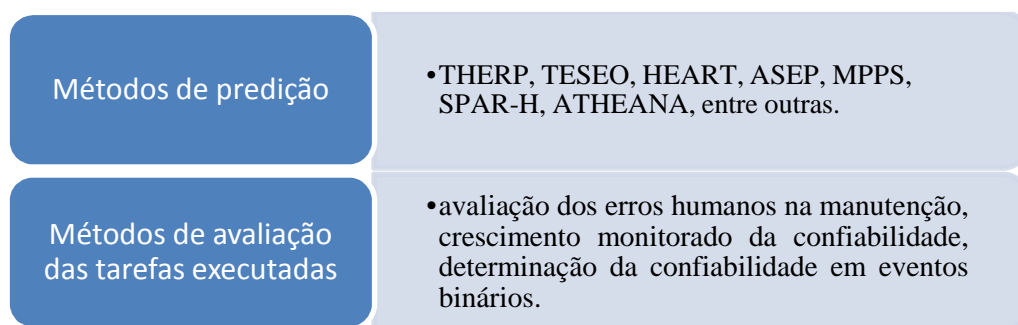 Métodos de predição
•THERP, TESEO, HEART, ASEP, MPPS,
SPAR-H, ATHEANA, entre outras.
Métodos de avaliação
das tarefas executadas
•avaliação dos erros humanos na manutenção,
crescimento monitorado da confiabilidade,
determinação da confiabilidade em eventos
binários.